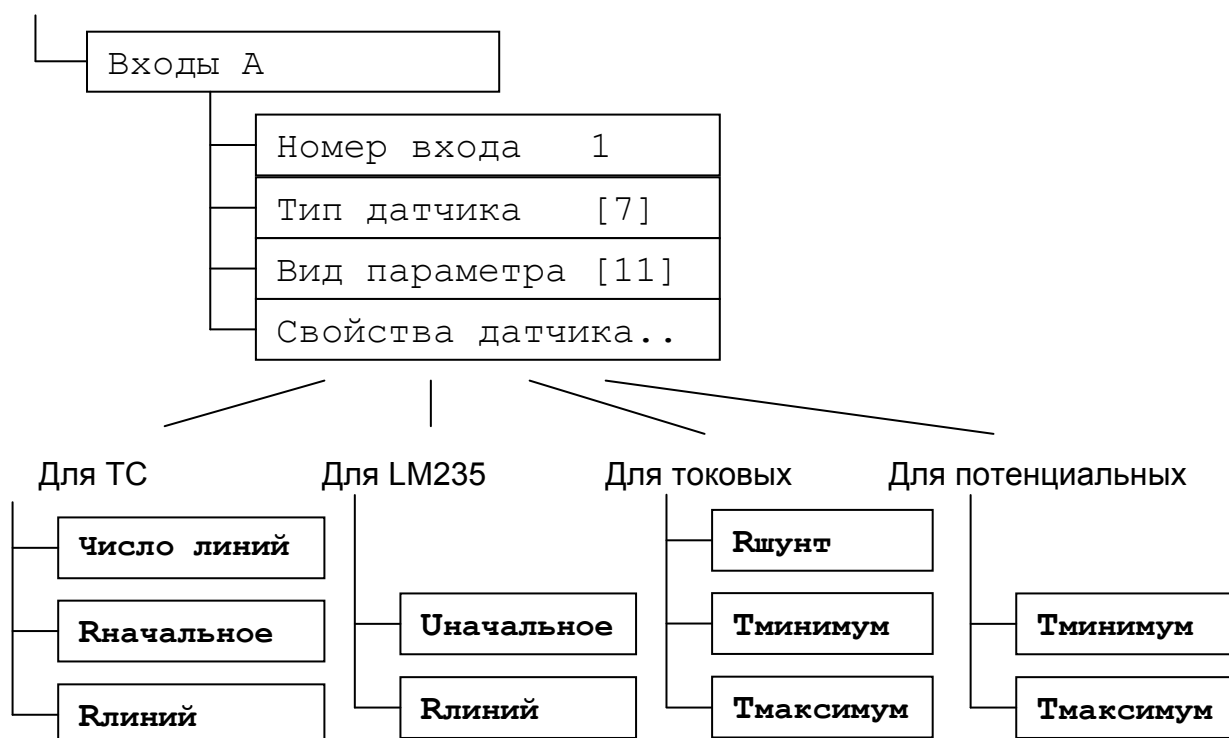 Входы А
Номер входа 1
Тип датчика [7]
Вид параметра [11]
Свойства датчика..
Для ТС
Для LM235
Для токовых
Для потенциальных
Число линий
Rначальное
Rлиний
Uначальное
Rлиний
Rшунт
Tминимум
Tмаксимум
Tминимум
Tмаксимум